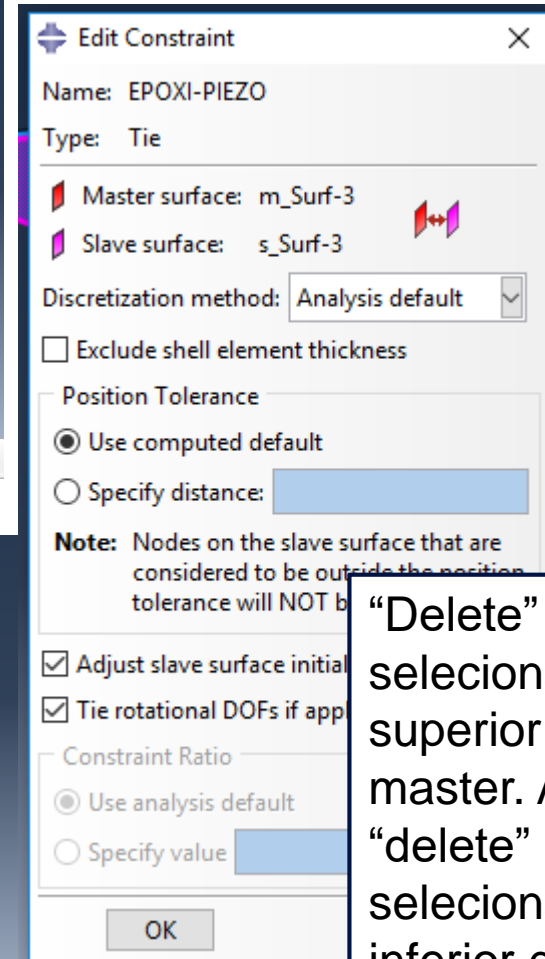 Edit Constraint
Name: EPOXI-PIEZO
Type: Tie
Master surface: m_Surf-3
Slave surface: s_Surf-3
Discretization method: Analysis default
Exclude shell element thickness
Position Tolerance
Use computed default
Specify distance:
Note: Nodes on the slave surface that are
considered to be outside the position
tolerance will NOT b
Adjust slave surface initial
Tie rotational DOFs if appl
Constraint Ratio
Use analysis default
Specify value
OK
“Delete”
selecion
superior
master. A
“delete”
selecion
inferior